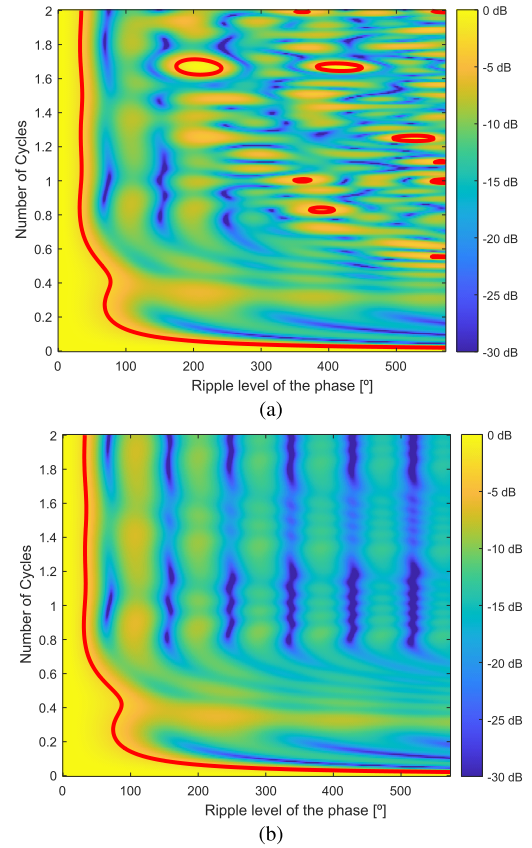 2
1.8
1.6
1.4
1.2
1
0.8
0.6
0.4
0.2
0
Number of Cycles
0 100 200 300 400 500
Ripple level of the phase [º]
0 dB
-5 dB
-10 dB
-15 dB
-20 dB
-25 dB
-30 dB
(a)
2
1.8
1.6
1.4
1.2
1
0.8
0.6
0.4
0.2
0
Number of Cycles
0 100 200 300 400 500
Ripple level of the phase [º]
0 dB
-5 dB
-10 dB
-15 dB
-20 dB
-25 dB
-30 dB
(b)